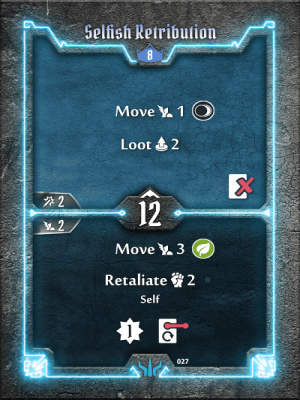 Selfish Retribution
8
Move 1
Loot 2
2
12
2
Move 3
Retaliate 2
Self
1
027